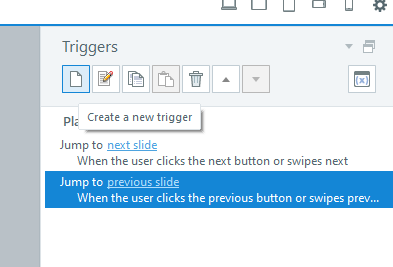 Triggers
Create a new trigger
Pla
Jump to next slide
When the user clicks the next button or swipes next
Jump to previous slide
When the user clicks the previous button or swipes prev...